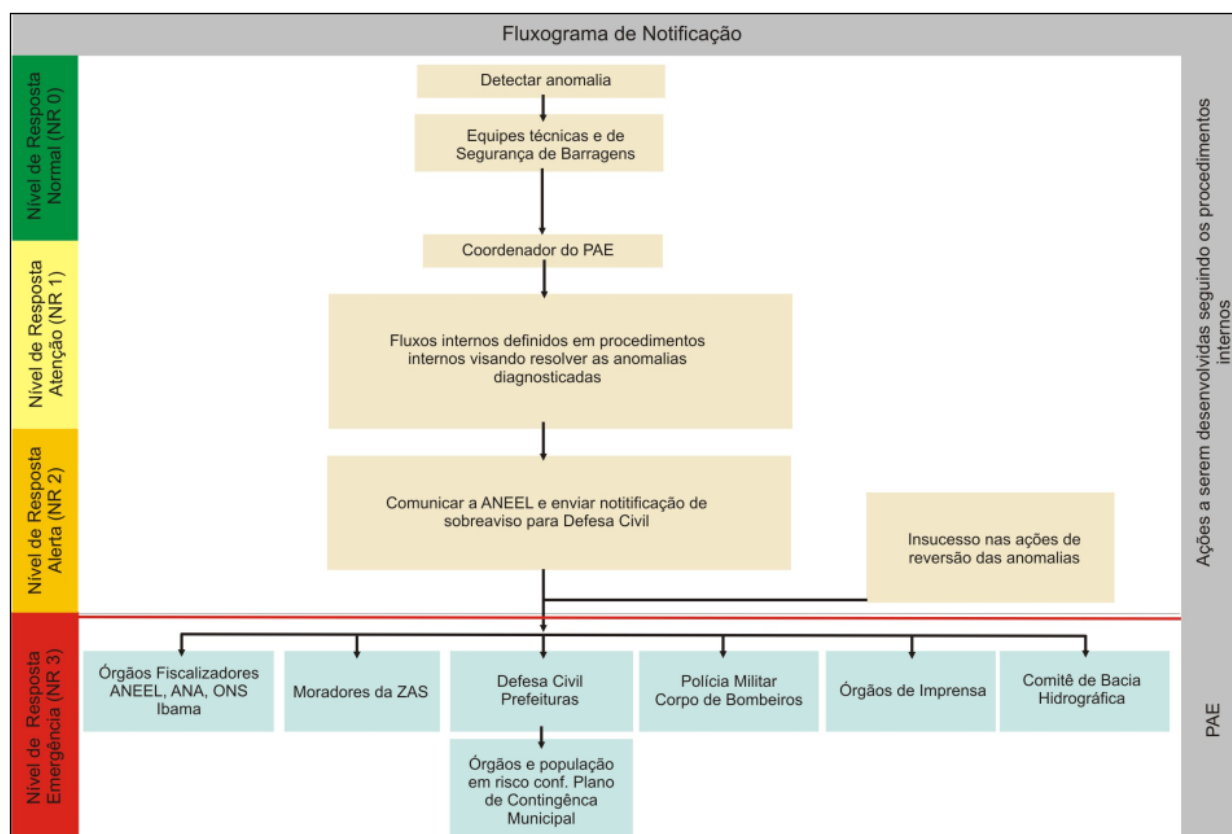 Fluxograma de Notificação
Nível de Resposta
Normal (NR 0)
Detectar anomalia
Equipes técnicas e de
Segurança de Barragens
Nível de Resposta
Atenção (NR 1)
Coordenador do PAE
Fluxos internos definidos em procedimentos
internos visando resolver as anomalias
diagnosticadas
Nível de Resposta
Alerta (NR 2)
Comunicar a ANEEL e enviar notitificação de
sobreaviso para Defesa Civil
Insucesso nas ações de
reversão das anomalias
Ações a serem desenvolvidas seguindo os procedimentos
internos
Nível de Resposta
Emergência (NR 3)
Órgãos Fiscalizadores
ANEEL, ANA, ONS
Ibama
Moradores da ZAS
Defesa Civil
Prefeituras
Polícia Militar
Corpo de Bombeiros
Órgãos de Imprensa
Comitê de Bacia
Hidrográfica
Órgãos e população
em risco conf. Plano
de Contingênca
Municipal
PAE